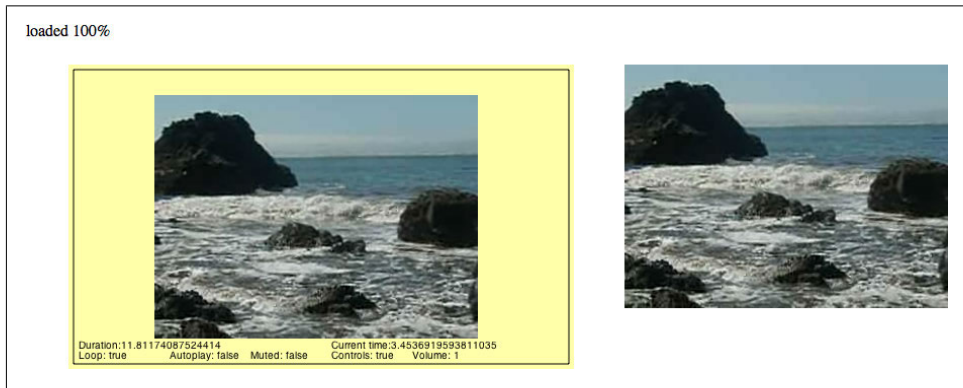 loaded 100%
Duration:11.81174087524414 Current time:3.4536919593811035
Loop: true Autoplay: false Muted: false Controls: true Volume: 1